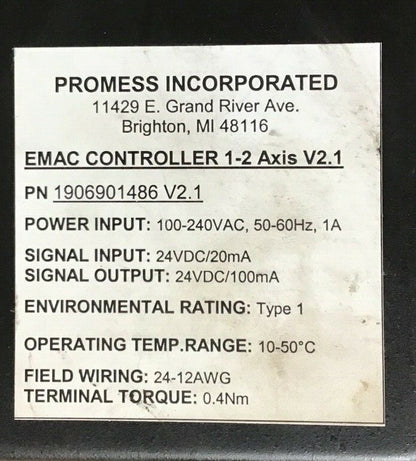 PROMESS INCORPORATED
11429 E. Grand River Ave.
Brighton, MI 48116
EMAC CONTROLLER 1-2 Axis V2.1
PN 1906901486 V2.1
POWER INPUT: 100-240VAC, 50-60Hz, 1A
SIGNAL INPUT: 24VDC/20mA
SIGNAL OUTPUT: 24VDC/100mA
ENVIRONMENTAL RATING: Type 1
OPERATING TEMP.RANGE: 10-50°C
FIELD WIRING: 24-12AWG
TERMINAL TORQUE: 0.4Nm